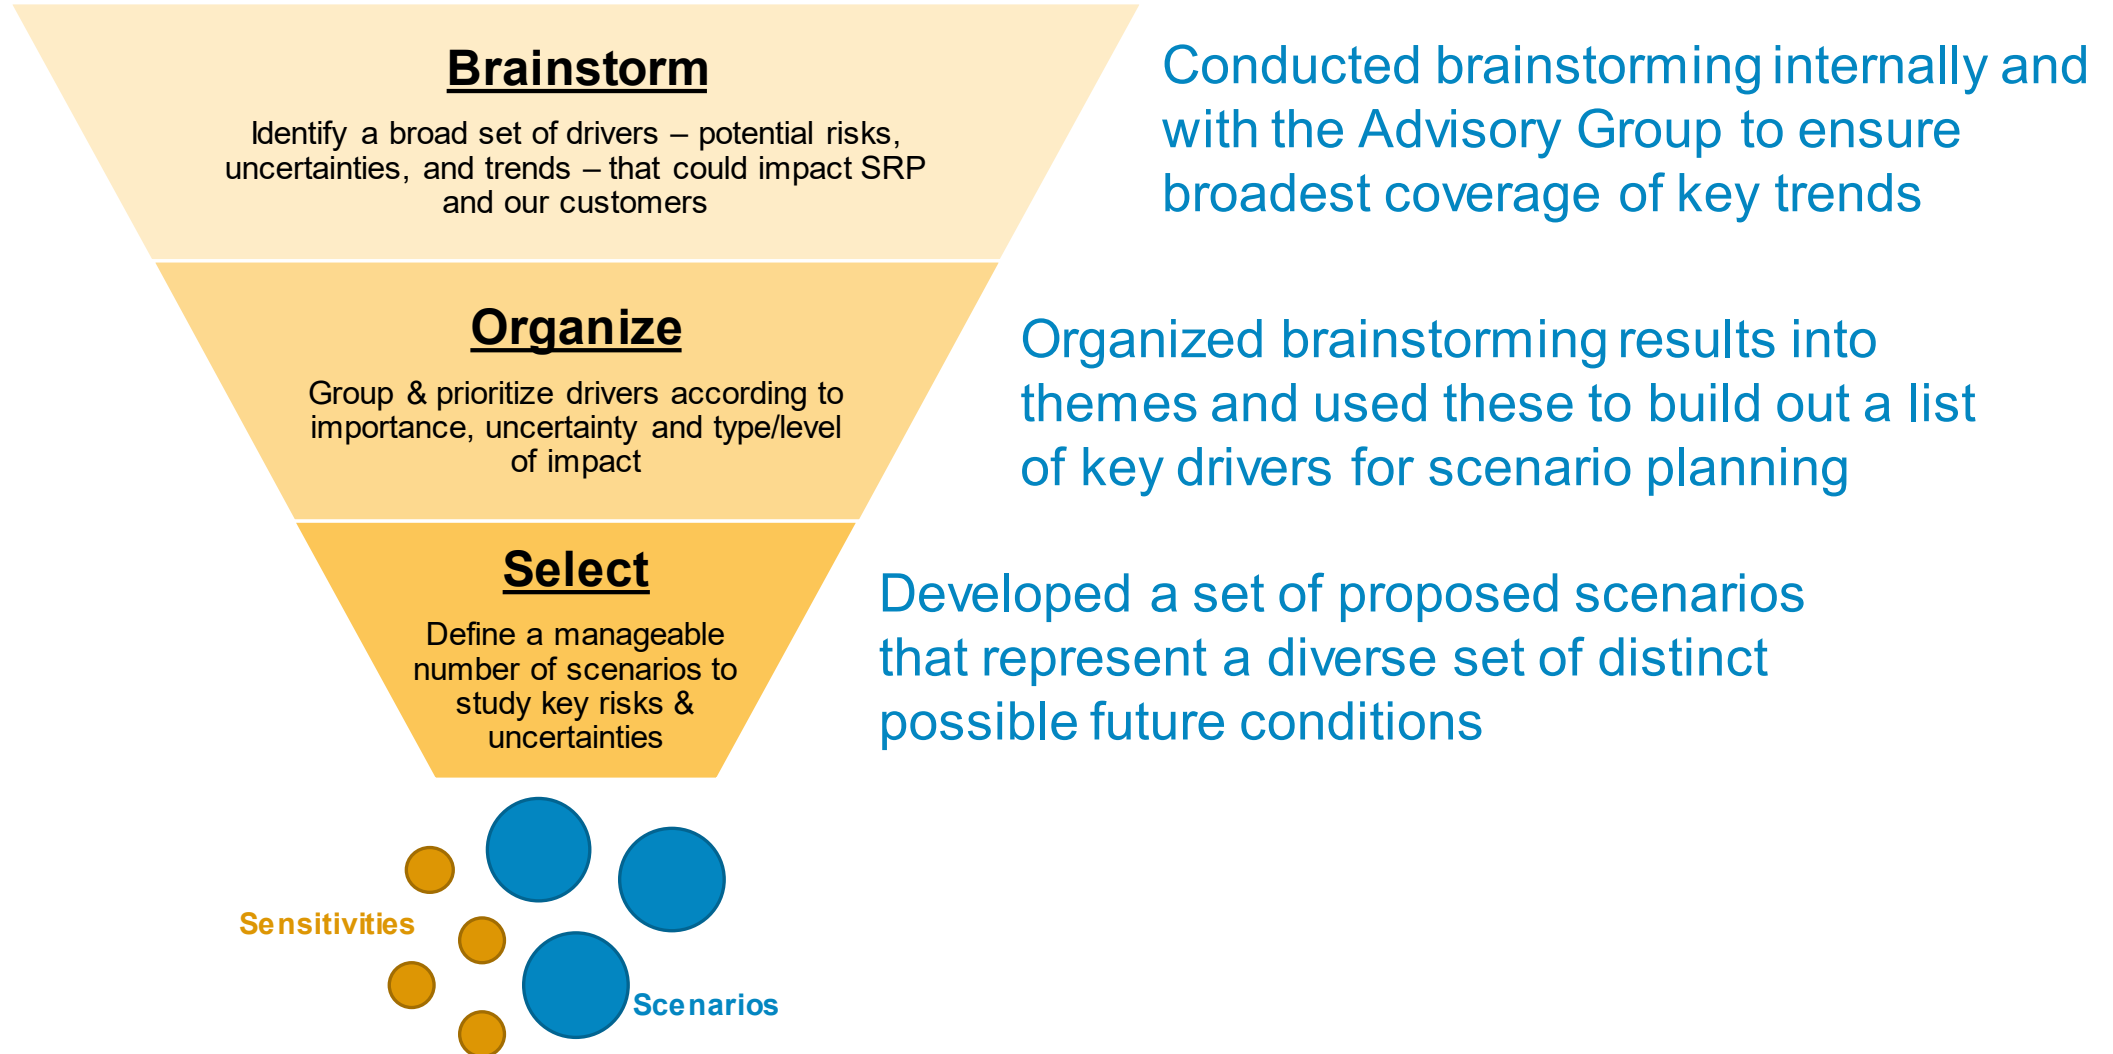 Brainstorm
Identify a broad set of drivers – potential risks,
uncertainties, and trends – that could impact SRP
and our customers
Conducted brainstorming internally and
with the Advisory Group to ensure
broadest coverage of key trends
Organize
Group & prioritize drivers according to
importance, uncertainty and type/level
of impact
Organized brainstorming results into
themes and used these to build out a list
of key drivers for scenario planning
Select
Define a manageable
number of scenarios to
study key risks &
uncertainties
Developed a set of proposed scenarios
that represent a diverse set of distinct
possible future conditions
Sensitivities
Scenarios